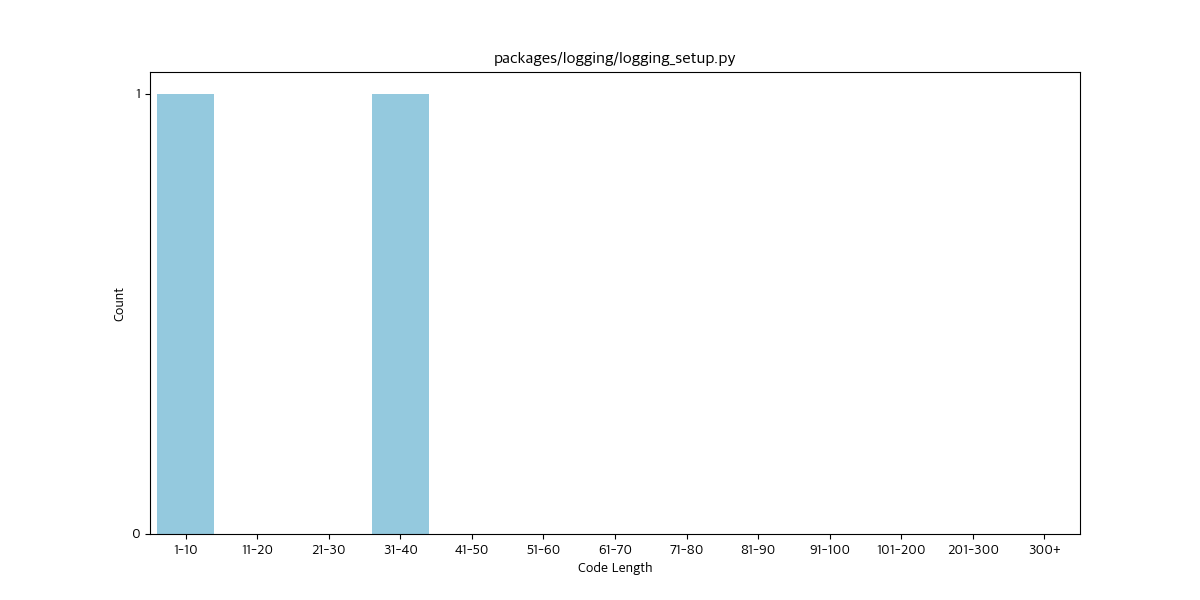 packages/logging/logging_setup.py
1
Count
0
1-10 11-20 21-30 31-40 41-50 51-60 61-70 71-80 81-90 91-100 101-200 201-300 300+
Code Length